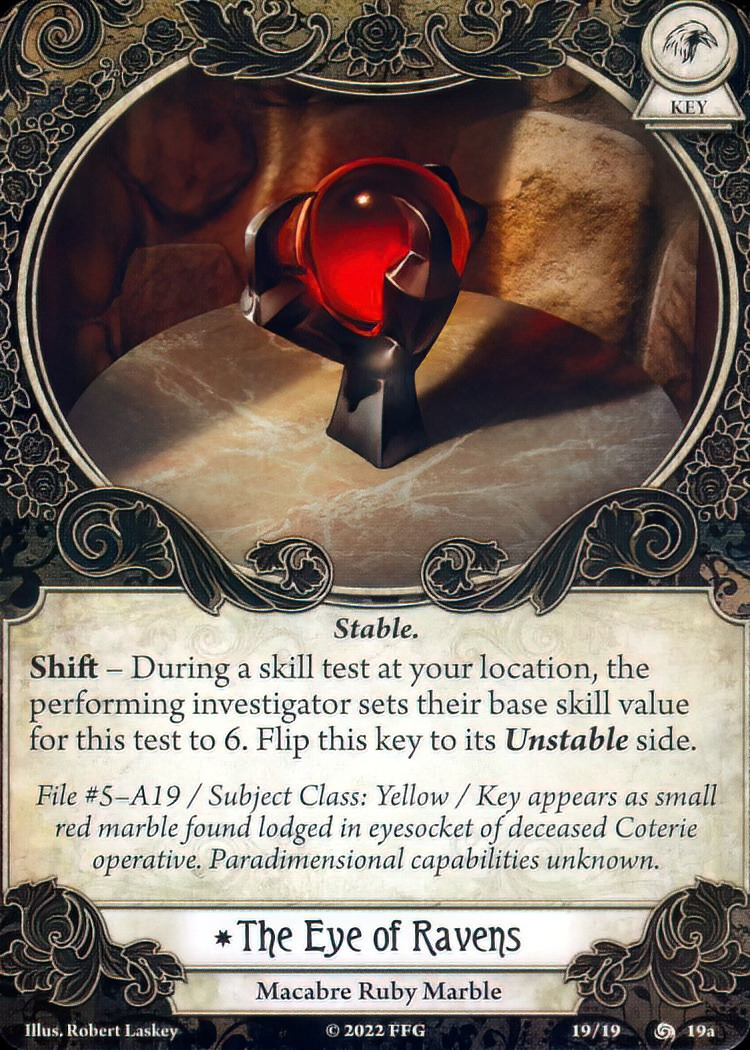 KEY
Stable.
Shift – During a skill test at your location, the
performing investigator sets their base skill value
for this test to 6. Flip this key to its Unstable side.
File #5–A19 / Subject Class: Yellow / Key appears as small
red marble found lodged in eyesocket of deceased Coterie
operative. Paradimensional capabilities unknown.
✷The Eye of Ravens
Macabre Ruby Marble
Illus. Robert Laskey © 2022 FFG 19/19 19a